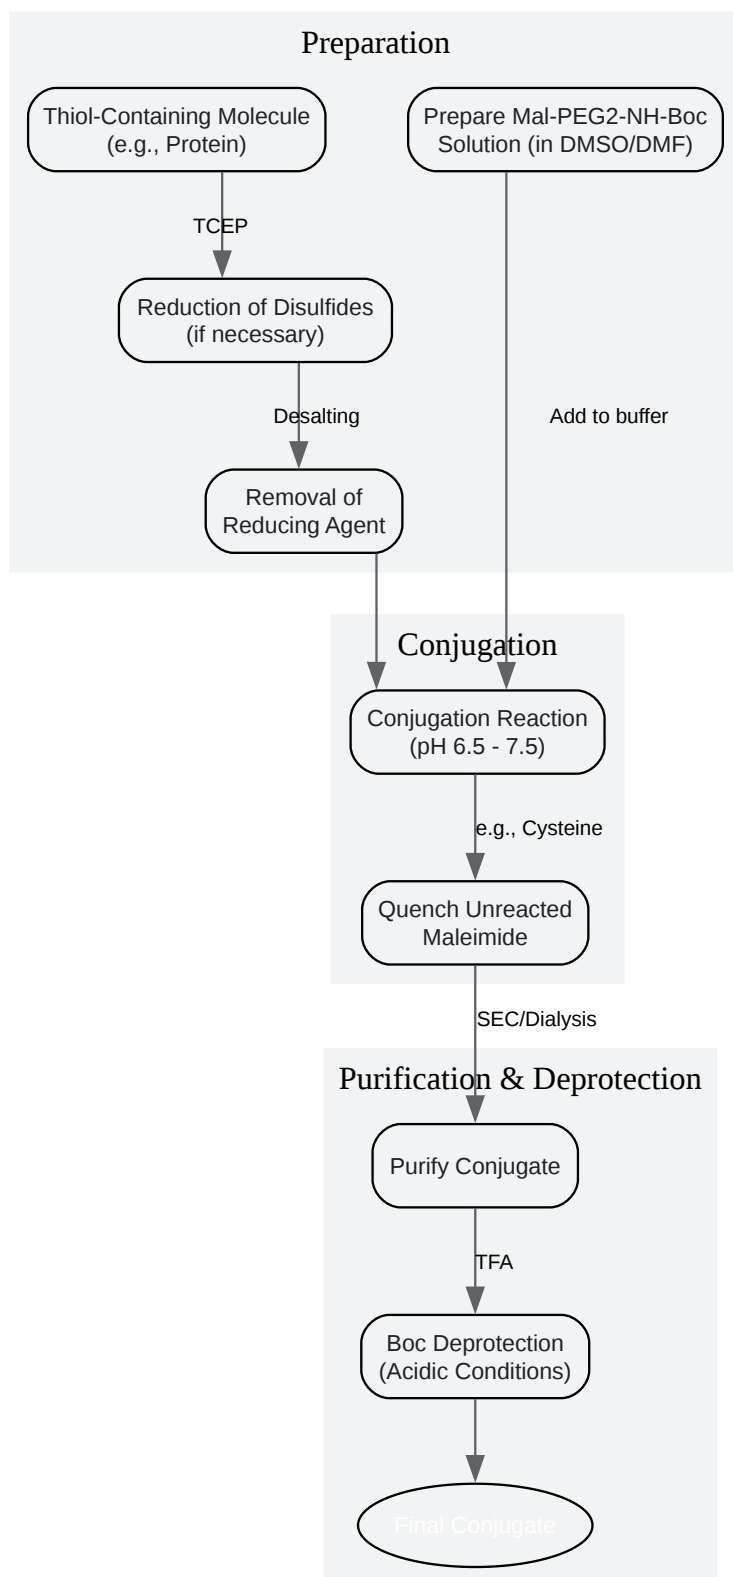 Preparation
Thiol-Containing Molecule
(e.g., Protein)
Prepare Mal-PEG2-NH-Boc
Solution (in DMSO/DMF)
TCEP
Reduction of Disulfides
(if necessary)
Desalting
Add to buffer
Removal of
Reducing Agent
Conjugation
Conjugation Reaction
(pH 6.5 - 7.5)
e.g., Cysteine
Quench Unreacted
Maleimide
SEC/Dialysis
Purification & Deprotection
Purify Conjugate
TFA
Boc Deprotection
(Acidic Conditions)
Final Conjugate